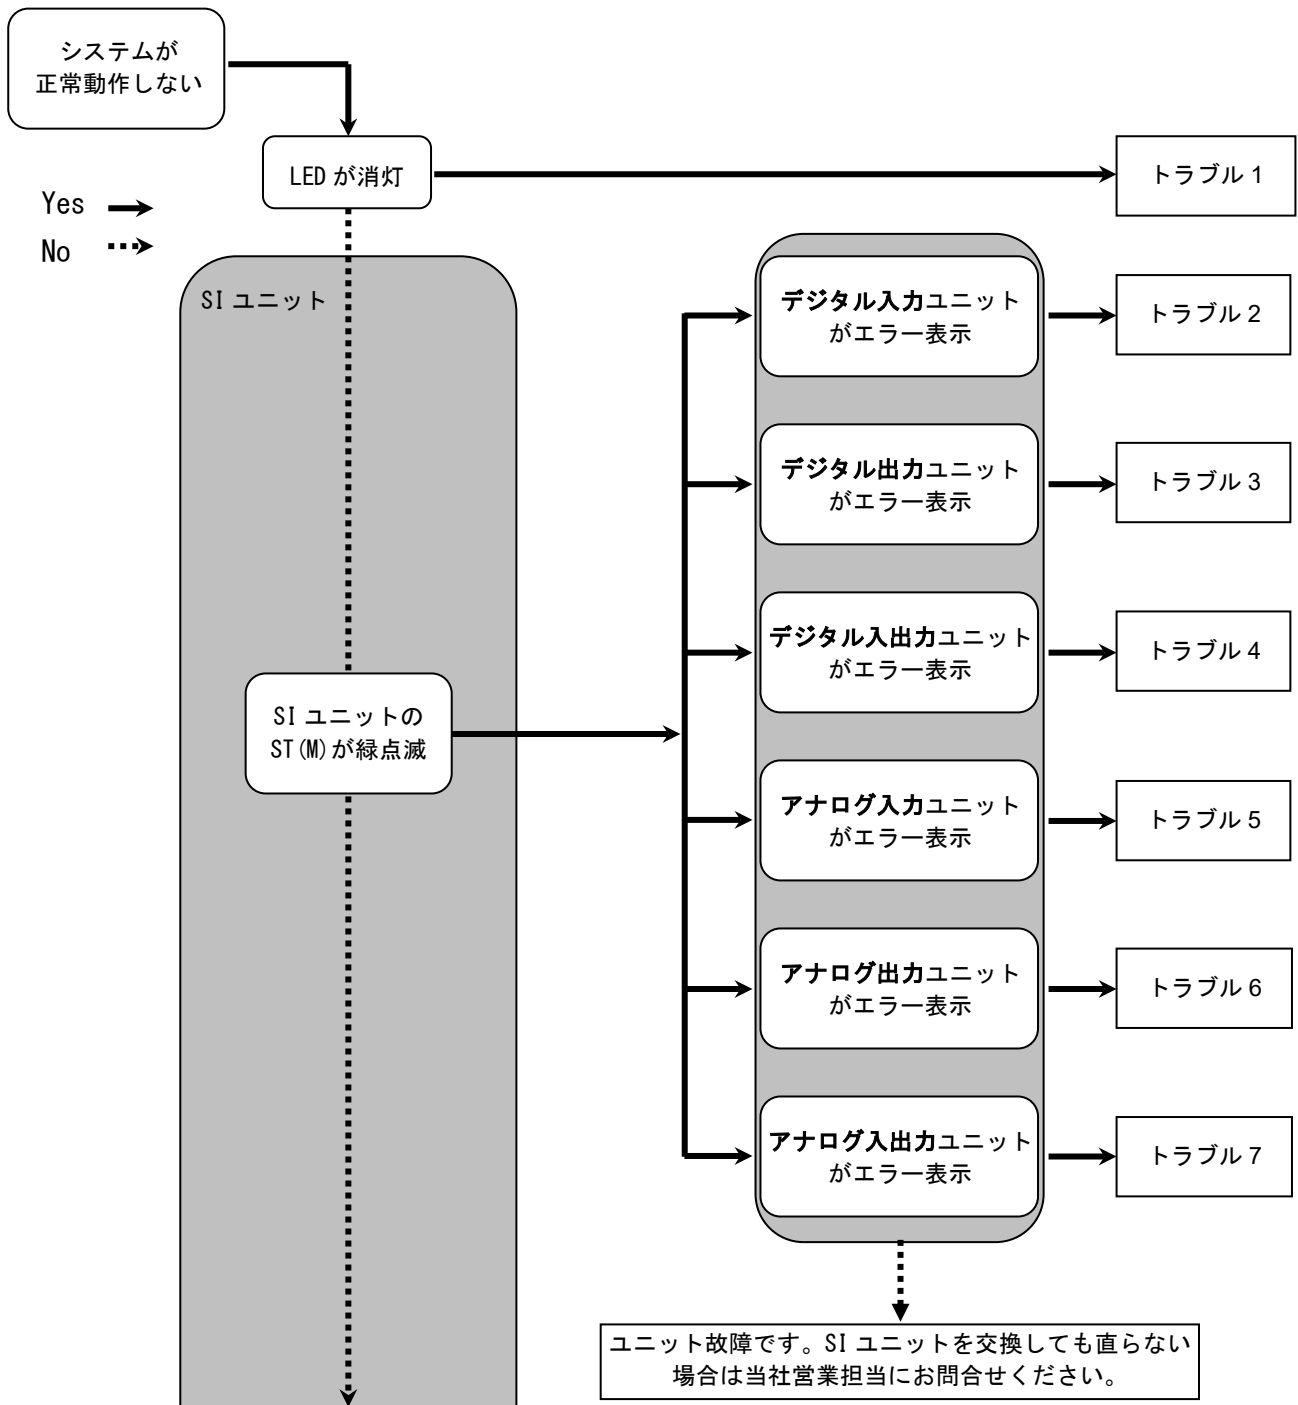 システムが
正常動作しない
LED が消灯
トラブル 1
Yes
No
SI ユニット
デジタル入力ユニット
がエラー表示
トラブル 2
デジタル出力ユニット
がエラー表示
トラブル 3
デジタル入出力ユニット
がエラー表示
トラブル 4
SI ユニットの
ST(M)が緑点滅
アナログ入力ユニット
がエラー表示
トラブル 5
アナログ出力ユニット
がエラー表示
トラブル 6
アナログ入出力ユニット
がエラー表示
トラブル 7
ユニット故障です。SI ユニットを交換しても直らない
場合は当社営業担当にお問合せください。